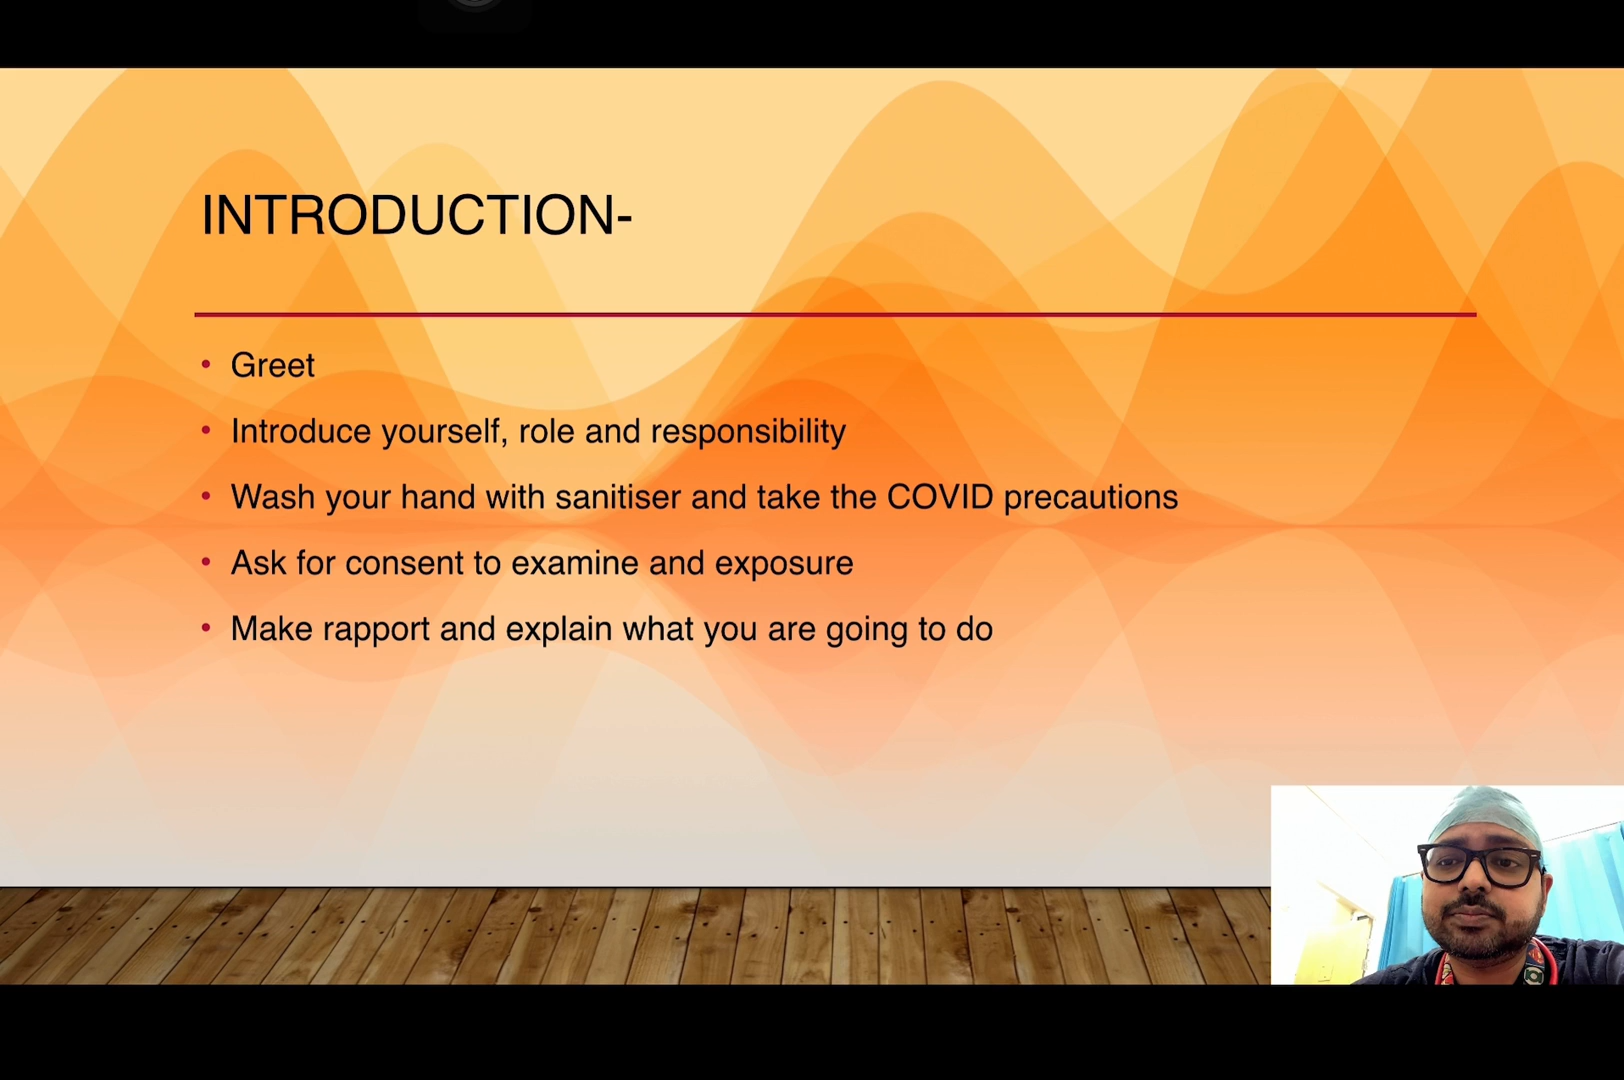 INTRODUCTION-
• Greet
• Introduce yourself, role and responsibility
• Wash your hand with sanitiser and take the COVID precautions
• Ask for consent to examine and exposure
• Make rapport and explain what you are going to do